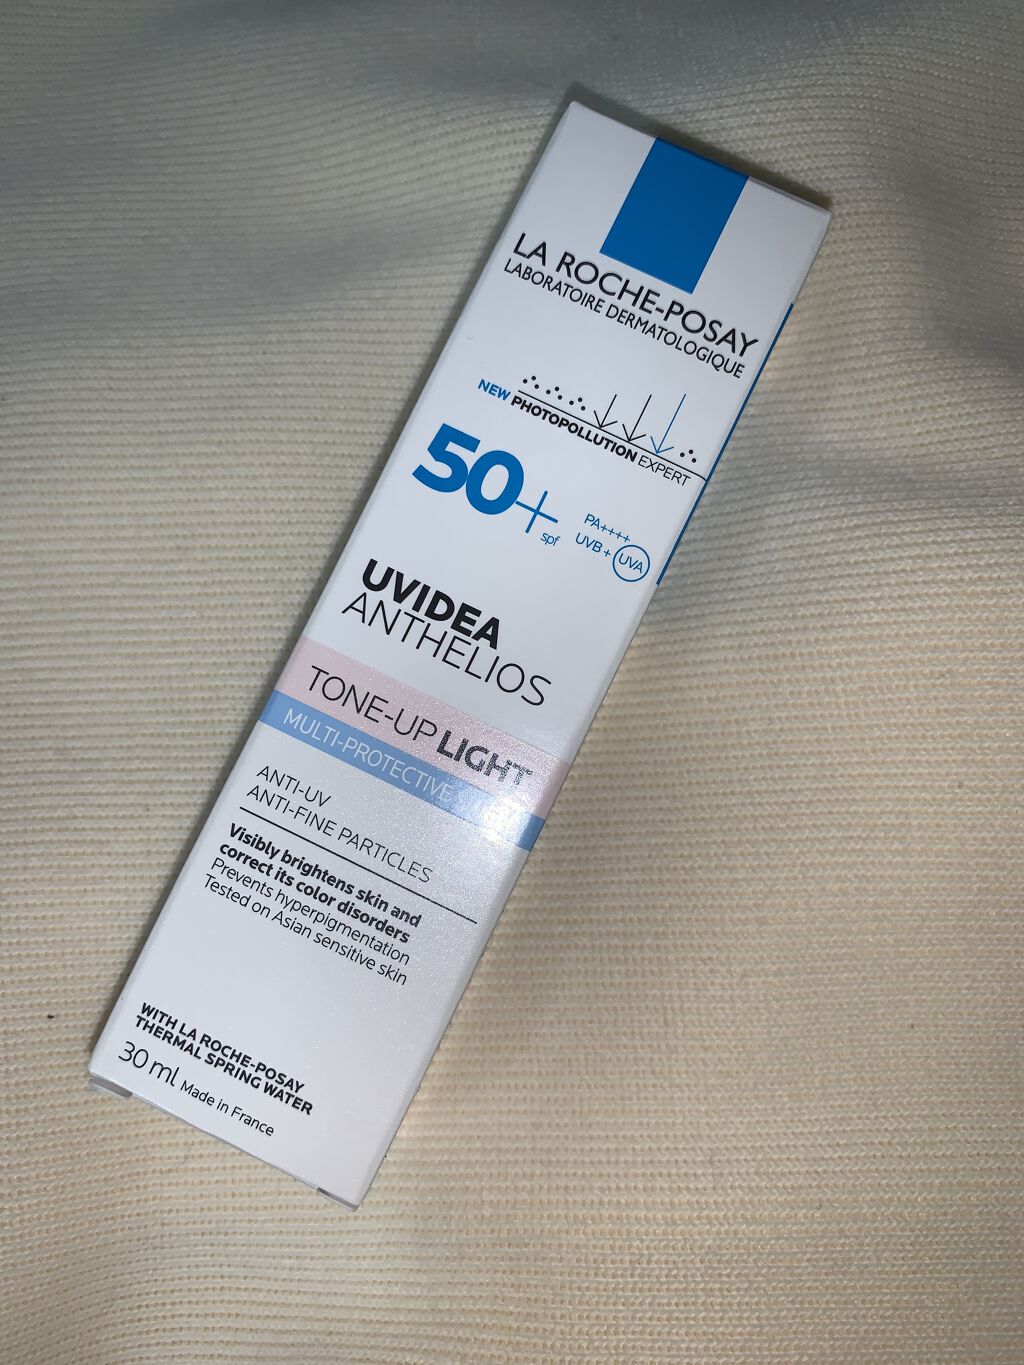 LA ROCHE-POSAY
LABORATOIRE DERMATOLOGIQUE
NEW PHOTOPOLLUTION EXPERT
50+
spf
PA++++
UVB + UVA
UVIDEA
ANTHELIOS
TONE-UP LIGHT
MULTI-PROTECTIVE
ANTI-UV
ANTI-FINE PARTICLES
Visibly brightens skin and
correct its color disorders
Prevents hyperpigmentation
Tested on Asian sensitive skin
WITH LA ROCHE-POSAY
THERMAL SPRING WATER
30 ml Made in France